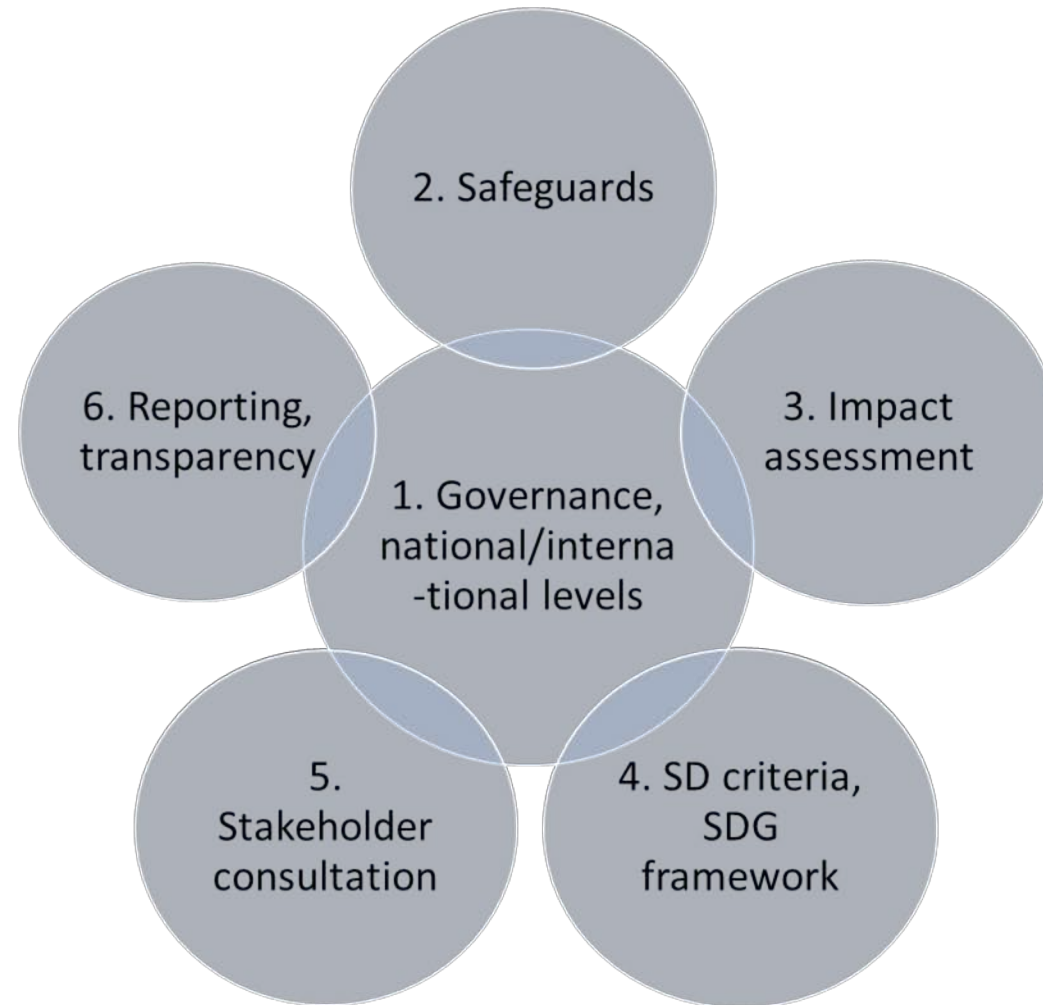 2. Safeguards
6. Reporting,
transparency
3. Impact
assessment
1. Governance,
national/interna
-tional levels
5.
Stakeholder
consultation
4. SD criteria,
SDG
framework